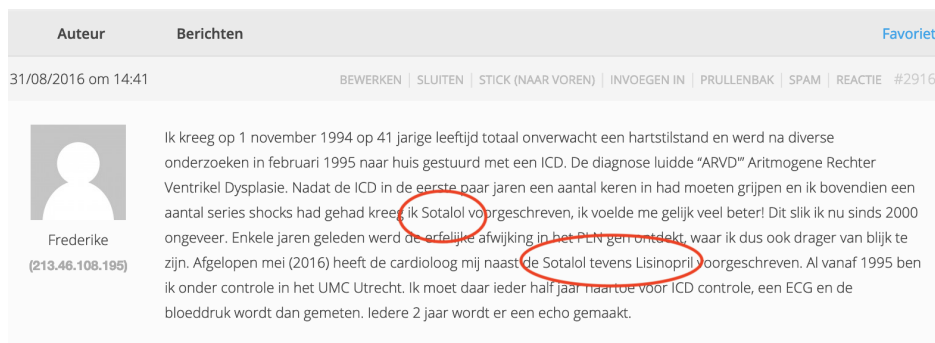 Auteur Berichten Favoriet
31/08/2016 om 14:41 BEWERKEN | SLUITEN | STICK (NAAR VOREN) | INVOEGEN IN | PRULLENBAK | SPAM | REACTIE #2916
Ik kreeg op 1 november 1994 op 41 jarige leeftijd totaal onverwacht een hartstilstand en werd na diverse
onderzoeken in februari 1995 naar huis gestuurd met een ICD. De diagnose luidde “ARVD'” Aritmogene Rechter
Ventrikel Dysplasie. Nadat de ICD in de eerste paar jaren een aantal keren in had moeten grijpen en ik bovendien een
aantal series shocks had gehad kreeg ik Sotalol voorgeschreven, ik voelde me gelijk veel beter! Dit slik ik nu sinds 2000
ongeveer. Enkele jaren geleden werd de erfelijke afwijking in het PLN gen ontdekt, waar ik dus ook drager van blijk te
zijn. Afgelopen mei (2016) heeft de cardioloog mij naast de Sotalol tevens Lisinopril voorgeschreven. Al vanaf 1995 ben
ik onder controle in het UMC Utrecht. Ik moet daar ieder half jaar naartoe voor ICD controle, een ECG en de
bloeddruk wordt dan gemeten. Iedere 2 jaar wordt er een echo gemaakt.
Frederike
(213.46.108.195)